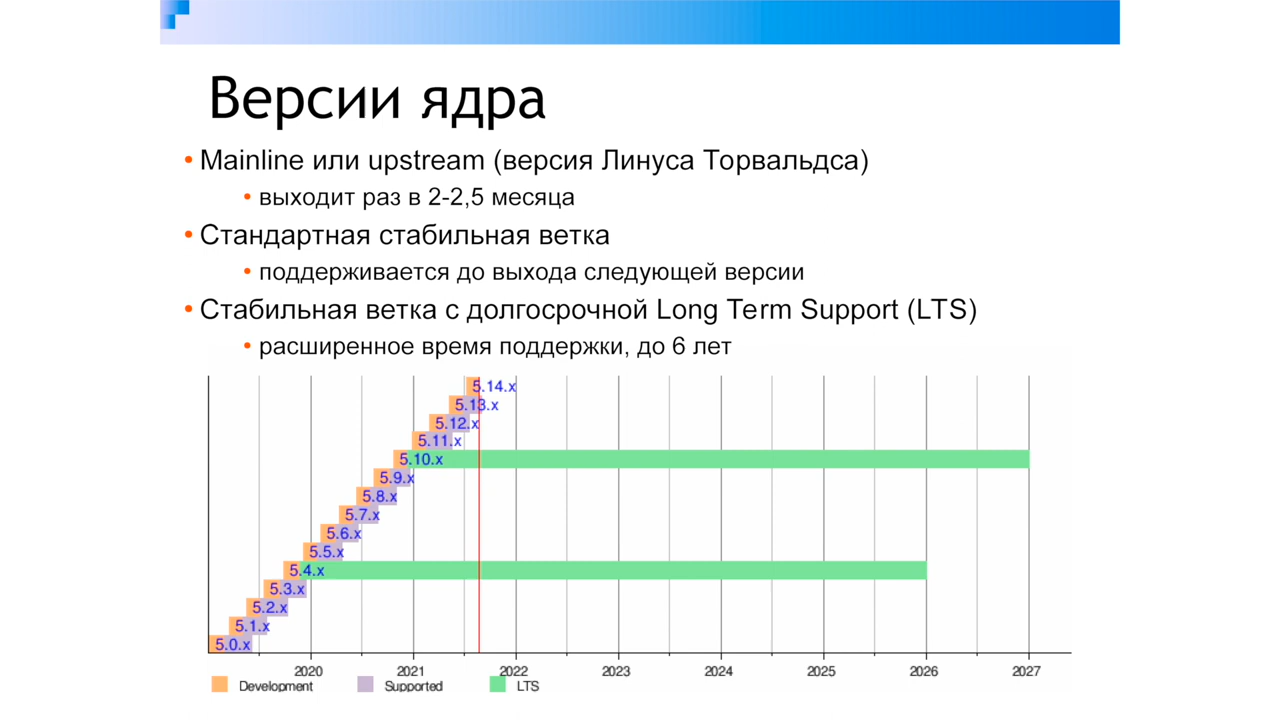 Версии ядра
• Mainline или upstream (версия Линуса Торвальдса)
• выходит раз в 2-2,5 месяца
• Стандартная стабильная ветка
• поддерживается до выхода следующей версии
• Стабильная ветка с долгосрочной Long Term Support (LTS)
• расширенное время поддержки, до 6 лет
5.14.x
5.13.x
5.12.x
5.11.x
5.10.x
5.9.x
5.8.x
5.7.x
5.6.x
5.5.x
5.4.x
5.3.x
5.2.x
5.1.x
5.0.x
2020 2021 2022 2023 2024 2025 2026 2027
Development Supported LTS